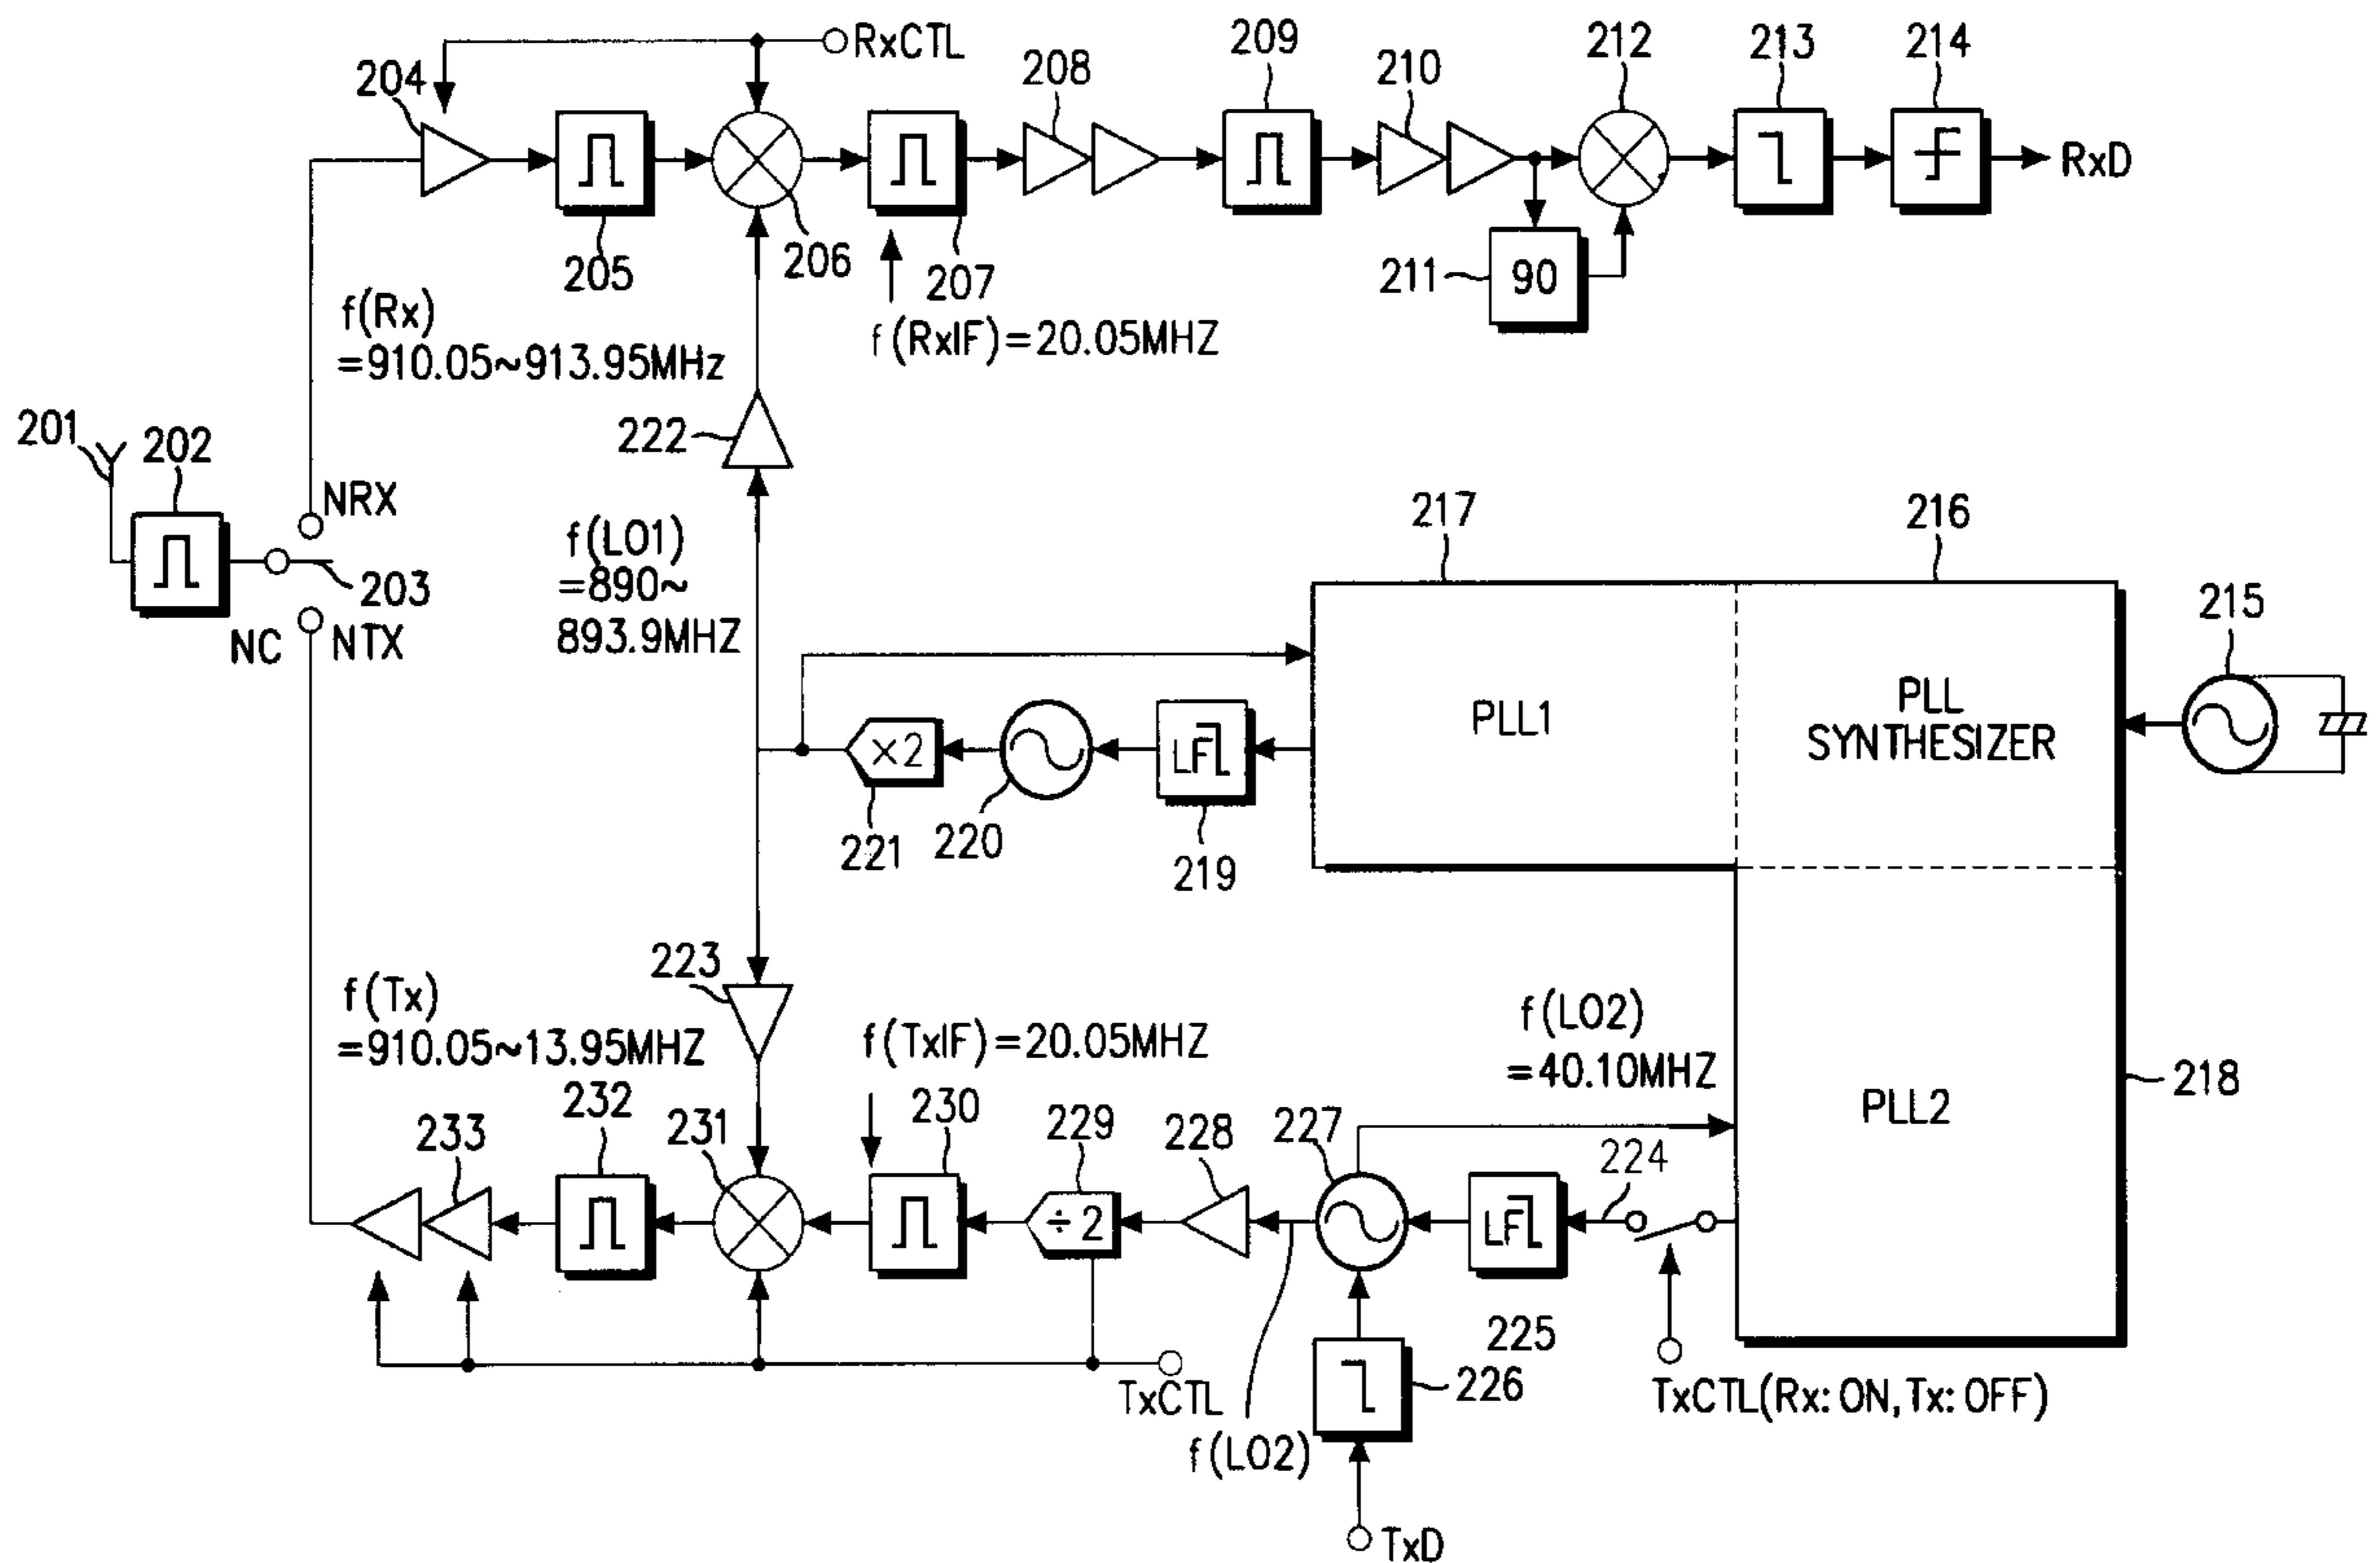 RxCTL
204
208
209
210
212
213
214
RxD
205
206
207
211
90
f(Rx)
=910.05~913.95MHz
f(RxIF)=20.05MHZ
201
202
222
NRX
203
NC
NTX
f(LO1)
=890~
893.9MHZ
217
216
215
PLL1
PLL
SYNTHESIZER
×2
LF
221
220
219
223
f(Tx)
=910.05~13.95MHZ
f(TxIF)=20.05MHZ
f(LO2)
=40.10MHZ
218
PLL2
233
232
231
230
229
228
227
224
÷2
LF
225
226
TxCTL
f(LO2)
TxCTL(Rx:ON,Tx:OFF)
TxD